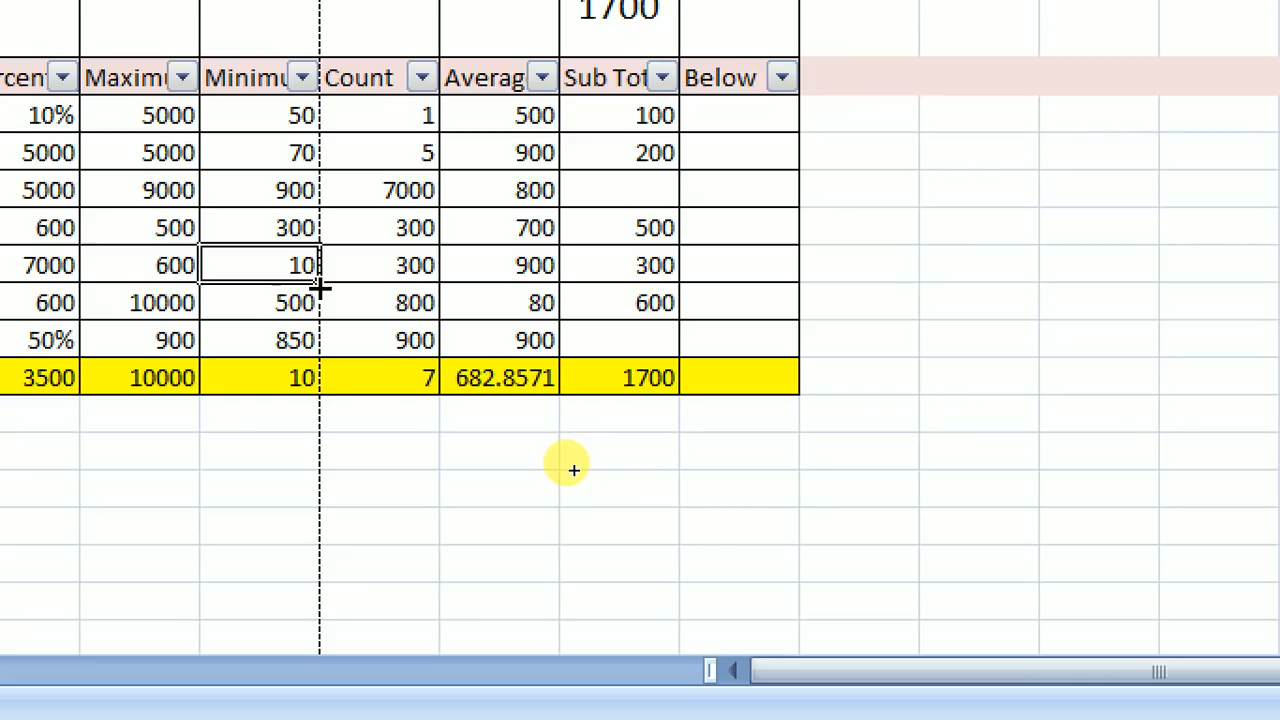 1700
rcent Maximu Minimu Count Averag Sub Tot Below
10% 5000 50 1 500 100
5000 5000 70 5 900 200
5000 9000 900 7000 800
600 500 300 300 700 500
7000 600 10 300 900 300
600 10000 500 800 80 600
50% 900 850 900 900
3500 10000 10 7 682.8571 1700